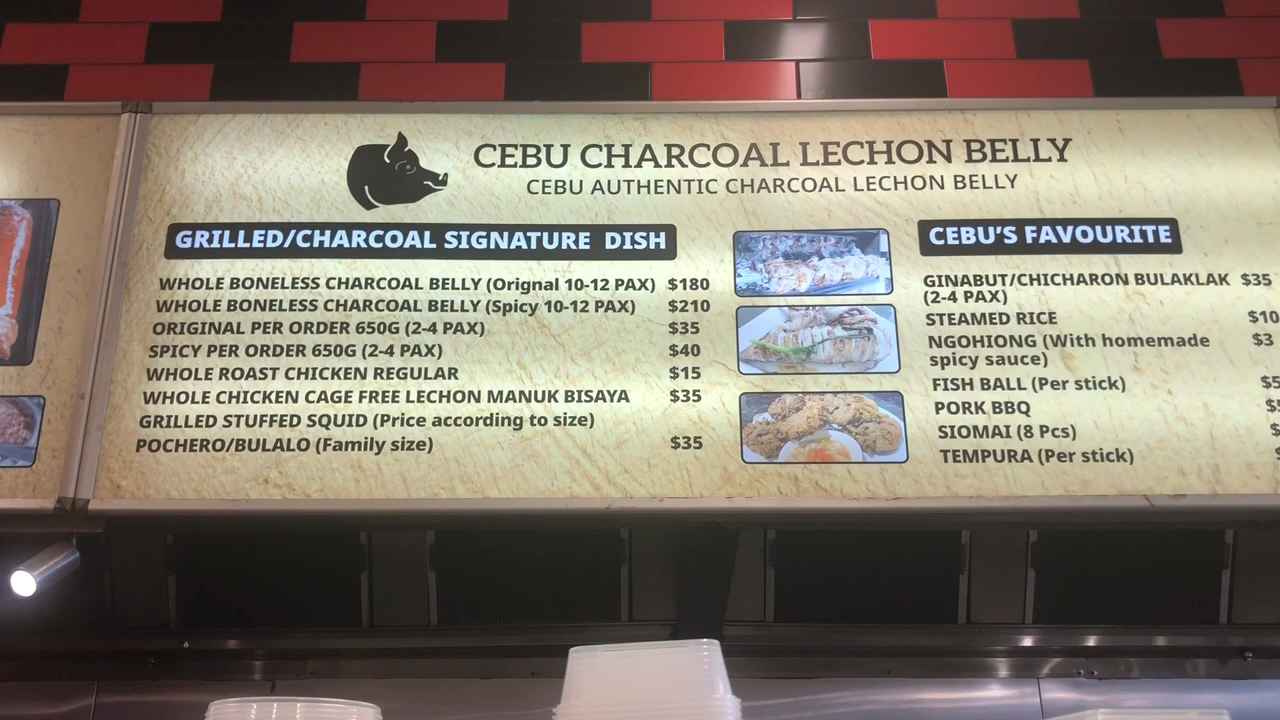 CEBU CHARCOAL LECHON BELLY
CEBU AUTHENTIC CHARCOAL LECHON BELLY
GRILLED/CHARCOAL SIGNATURE DISH
WHOLE BONELESS CHARCOAL BELLY (Orignal 10-12 PAX) $180
WHOLE BONELESS CHARCOAL BELLY (Spicy 10-12 PAX) $210
ORIGINAL PER ORDER 650G (2-4 PAX) $35
SPICY PER ORDER 650G (2-4 PAX) $40
WHOLE ROAST CHICKEN REGULAR $15
WHOLE CHICKEN CAGE FREE LECHON MANUK BISAYA $35
GRILLED STUFFED SQUID (Price according to size)
POCHERO/BULALO (Family size) $35
CEBU'S FAVOURITE
GINABUT/CHICHARON BULAKLAK $35
(2-4 PAX)
STEAMED RICE $10
NGOHIONG (With homemade $3
spicy sauce)
FISH BALL (Per stick)
PORK BBQ
SIOMAI (8 Pcs)
TEMPURA (Per stick)